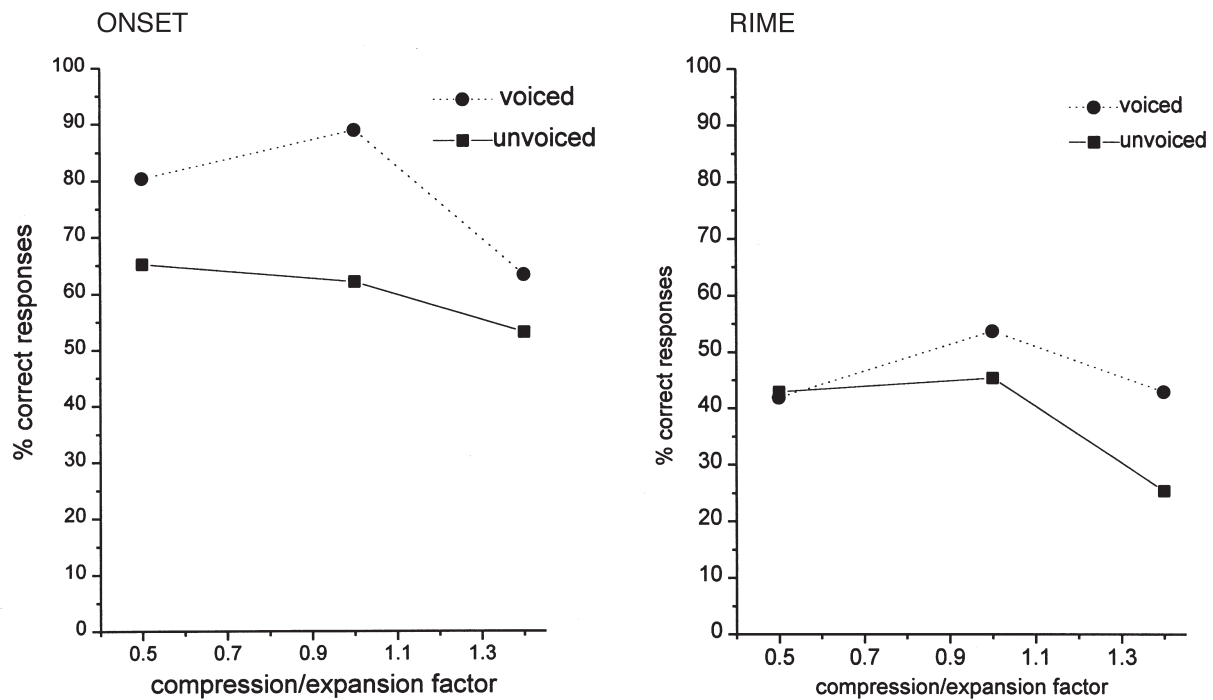 ONSET
100
90
80
70
60
50
40
30
20
10
0
% correct responses
voiced
unvoiced
0.5 0.7 0.9 1.1 1.3
compression/expansion factor
RIME
100
90
80
70
60
50
40
30
20
10
0
% correct responses
voiced
unvoiced
0.5 0.7 0.9 1.1 1.3
compression/expansion factor